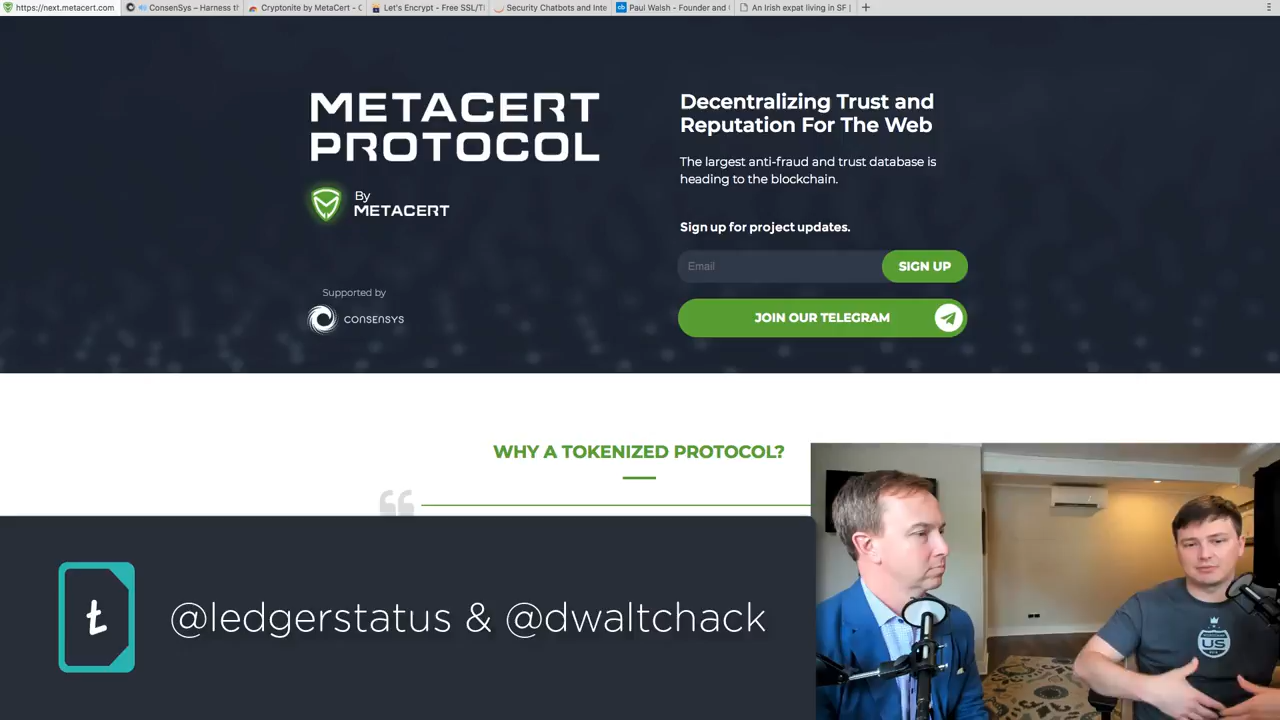 https://next.metacert.com
ConsenSys – Harness th
Cryptonite by MetaCert - C
Let's Encrypt - Free SSL/TL
Security Chatbots and Inte
Paul Walsh - Founder and
An Irish expat living in SF |
METACERT
PROTOCOL
By
METACERT
Supported by
CONSENSYS
Decentralizing Trust and
Reputation For The Web
The largest anti-fraud and trust database is
heading to the blockchain.
Sign up for project updates.
Email
SIGN UP
JOIN OUR TELEGRAM
WHY A TOKENIZED PROTOCOL?
@ledgerstatus & @dwaltchack
US